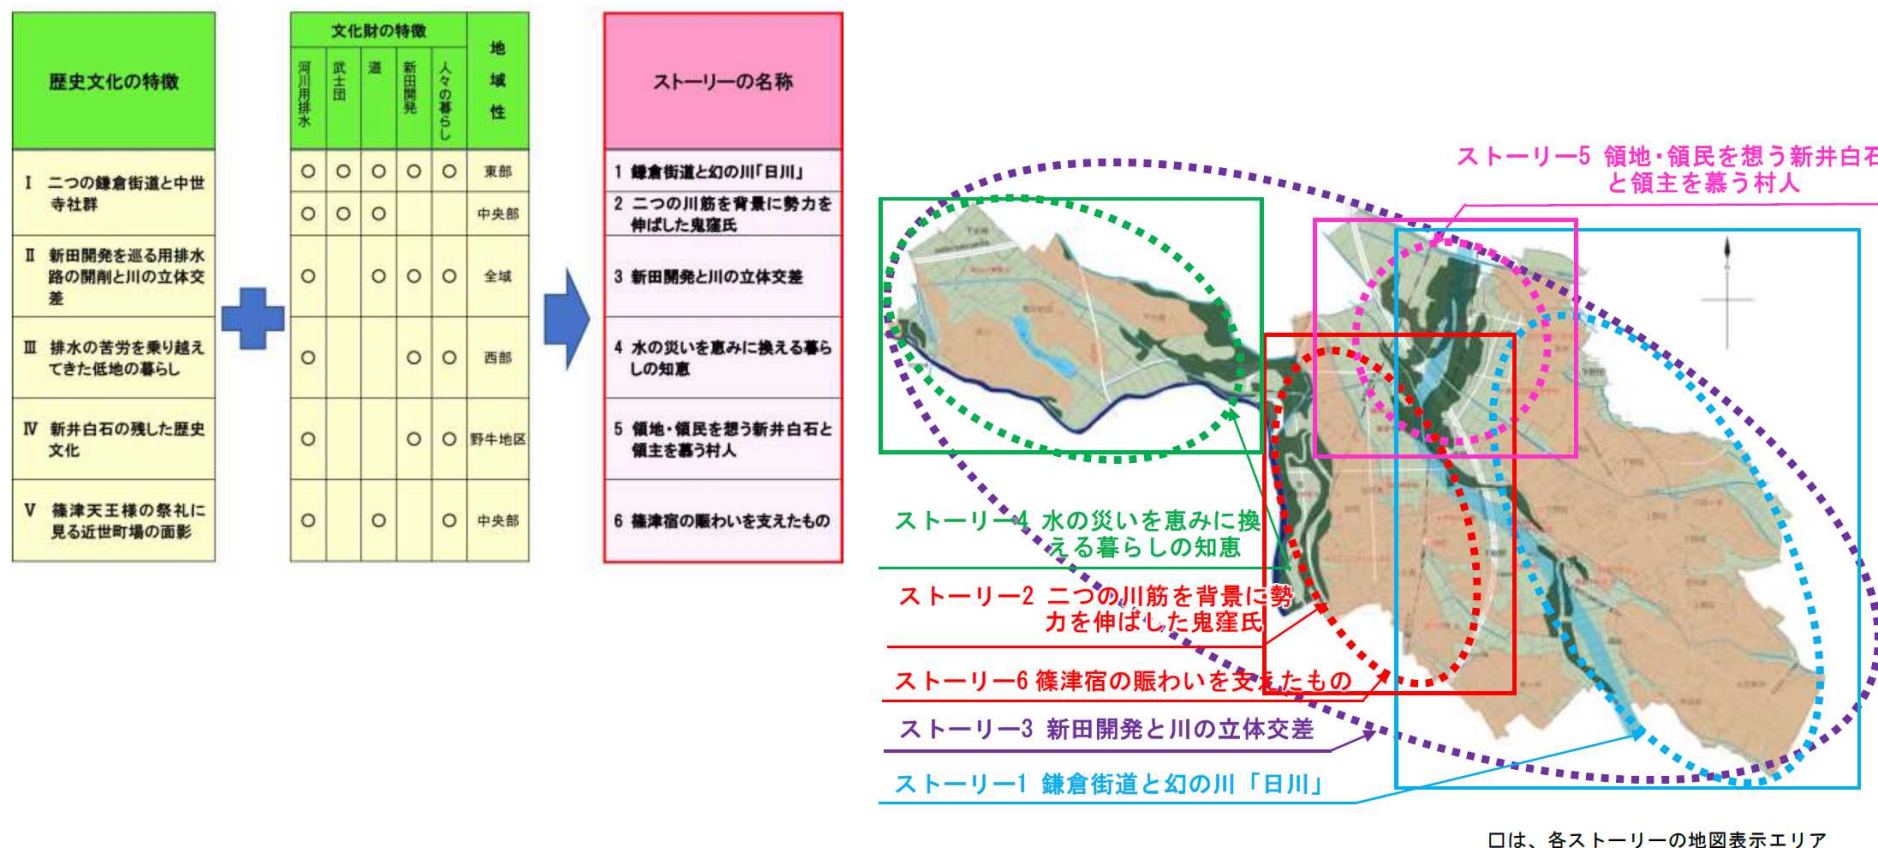 歴史文化の特徴
Ⅰ 二つの鎌倉街道と中世
寺社群
Ⅱ 新田開発を巡る用排水
路の開削と川の立体交
差
Ⅲ 排水の苦労を乗り越え
てきた低地の暮らし
Ⅳ 新井白石の残した歴史
文化
Ⅴ 篠津天王様の祭礼に
見る近世町場の面影
文化財の特徴
河川用排水
武士団
道
新田開発
人々の暮らし
地域性
○ ○ ○ ○ ○ 東部
○ ○ ○ 中央部
○ ○ ○ ○ 全域
○ ○ ○ 西部
○ ○ ○ 野牛地区
○ ○ ○ 中央部
ストーリーの名称
1 鎌倉街道と幻の川「日川」
2 二つの川筋を背景に勢力を
伸ばした鬼窪氏
3 新田開発と川の立体交差
4 水の災いを恵みに換える暮ら
しの知恵
5 領地・領民を想う新井白石と
領主を慕う村人
6 篠津宿の賑わいを支えたもの
ストーリー5 領地・領民を想う新井白石
と領主を慕う村人
ストーリー4 水の災いを恵みに換
える暮らしの知恵
ストーリー2 二つの川筋を背景に勢
力を伸ばした鬼窪氏
ストーリー6 篠津宿の賑わいを支えたもの
ストーリー3 新田開発と川の立体交差
ストーリー1 鎌倉街道と幻の川「日川」
口は、各ストーリーの地図表示エリア